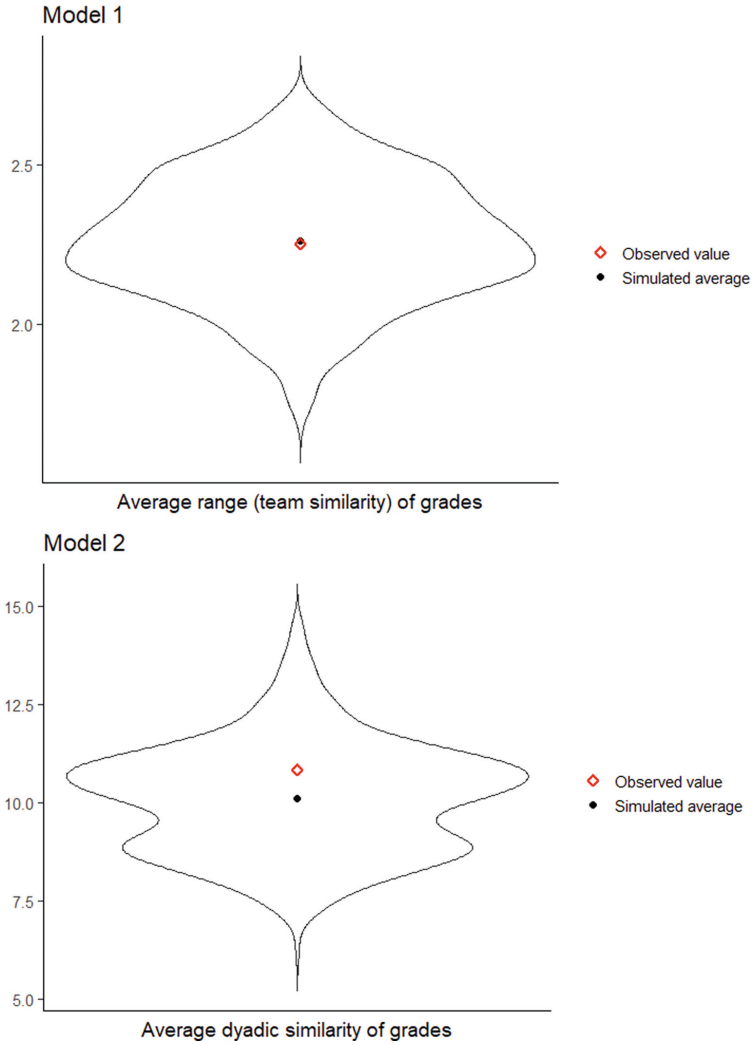 Model 1
2.5
2.0
Observed value
Simulated average
Average range (team similarity) of grades
Model 2
15.0
12.5
10.0
7.5
5.0
Observed value
Simulated average
Average dyadic similarity of grades